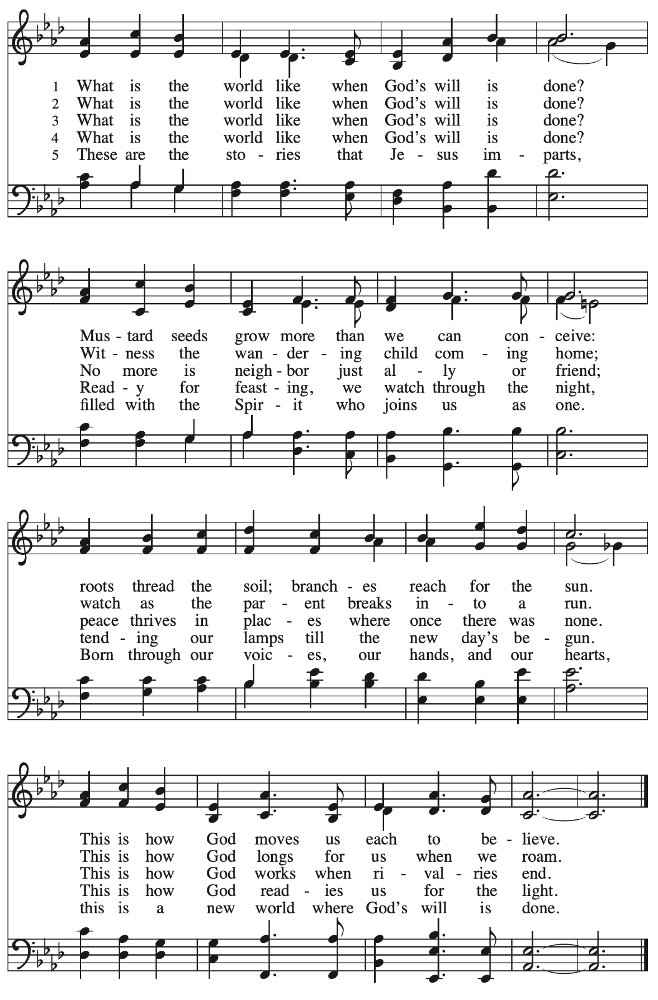 1 What is the world like when God’s will is done?
2 What is the world like when God’s will is done?
3 What is the world like when God’s will is done?
4 What is the world like when God’s will is done?
5 These are the sto - ries that Je - sus im - parts,
Mus - tard seeds grow more than we can con - ceive:
Wit - ness the wan - der - ing child com - ing home;
No more is neigh - bor just al - ly or friend;
Read - y for feast - ing, we watch through the night,
filled with the Spir - it who joins us as one.
roots thread the soil; branch - es reach for the sun.
watch as the par - ent breaks in - to a run.
peace thrives in plac - es where once there was none.
tend - ing our lamps till the new day’s be - gun.
Born through our voic - es, our hands, and our hearts,
This is how God moves us each to be - lieve.
This is how God longs for us when we roam.
This is how God works when ri - val - ries end.
This is how God read - ies us for the light.
this is a new world where God’s will is done.